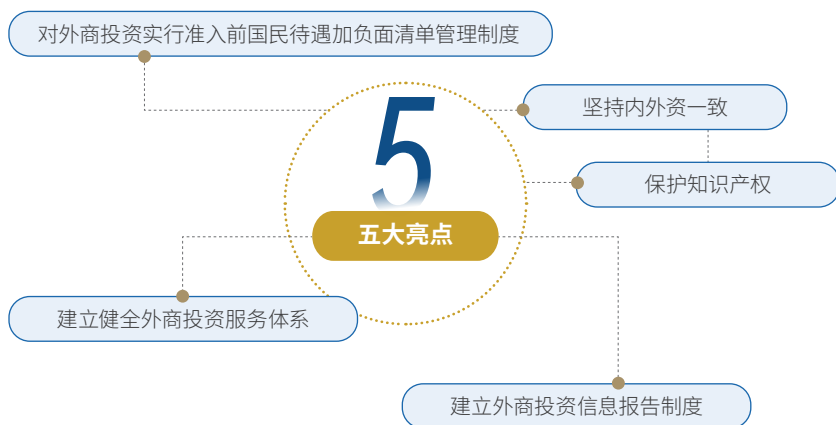 对外商投资实行准入前国民待遇加负面清单管理制度
5
坚持内外资一致
保护知识产权
五大亮点
建立健全外商投资服务体系
建立外商投资信息报告制度